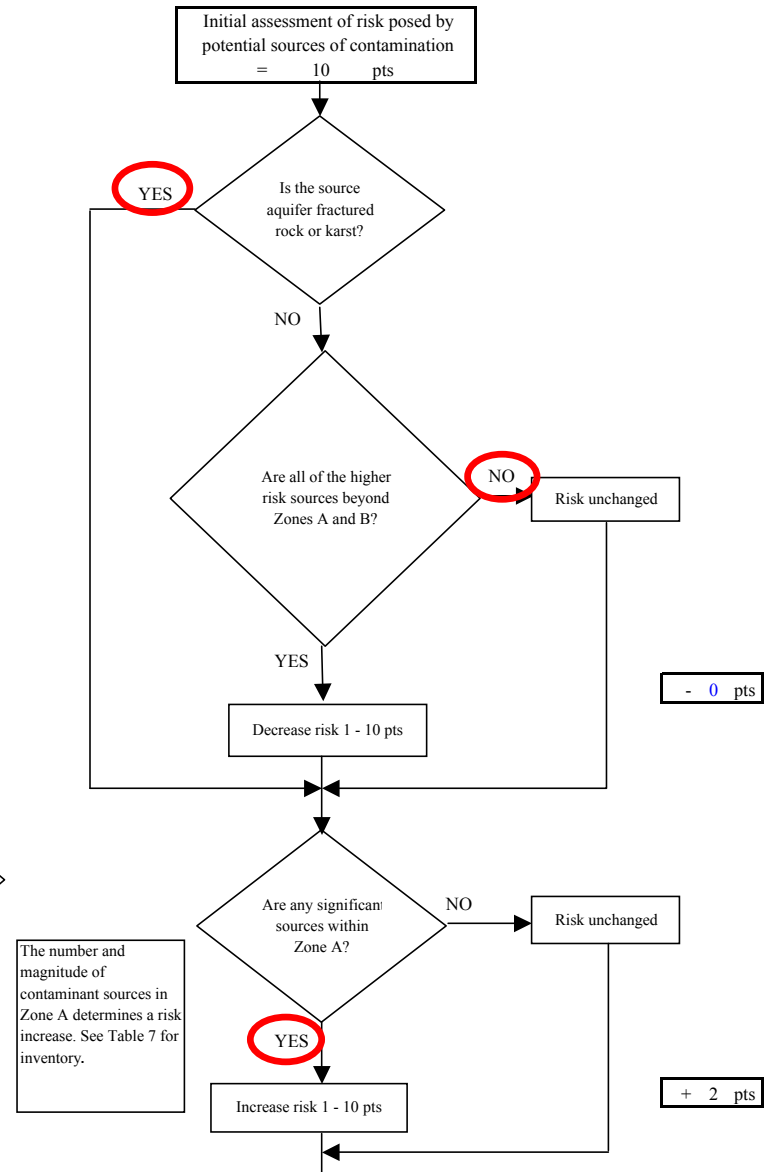 Initial assessment of risk posed by
potential sources of contamination
= 10 pts
YES
Is the source
aquifer fractured
rock or karst?
NO
Are all of the higher
risk sources beyond
Zones A and B?
NO
Risk unchanged
YES
- 0 pts
Decrease risk 1 - 10 pts
Are any significant
sources within
Zone A?
NO
Risk unchanged
The number and
magnitude of
contaminant sources in
Zone A determines a risk
increase. See Table 7 for
inventory.
YES
Increase risk 1 - 10 pts
+ 2 pts